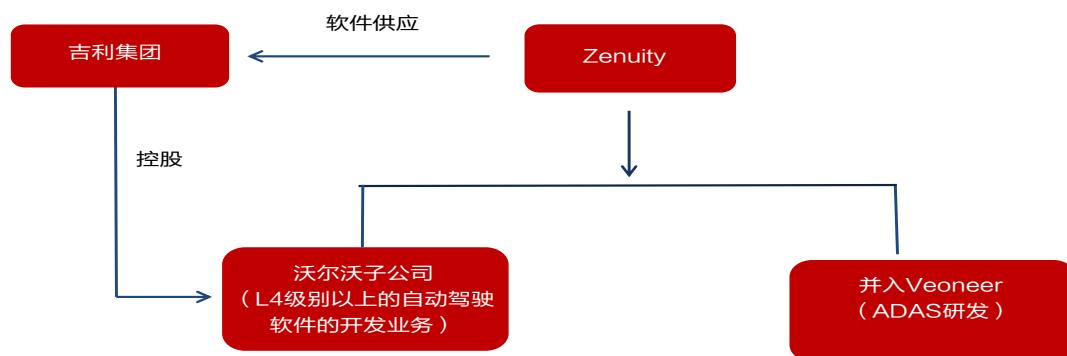 软件供应
吉利集团
Zenuity
控股
沃尔沃子公司
（L4级别以上的自动驾驶
软件的开发业务）
并入Veoneer
（ADAS研发）